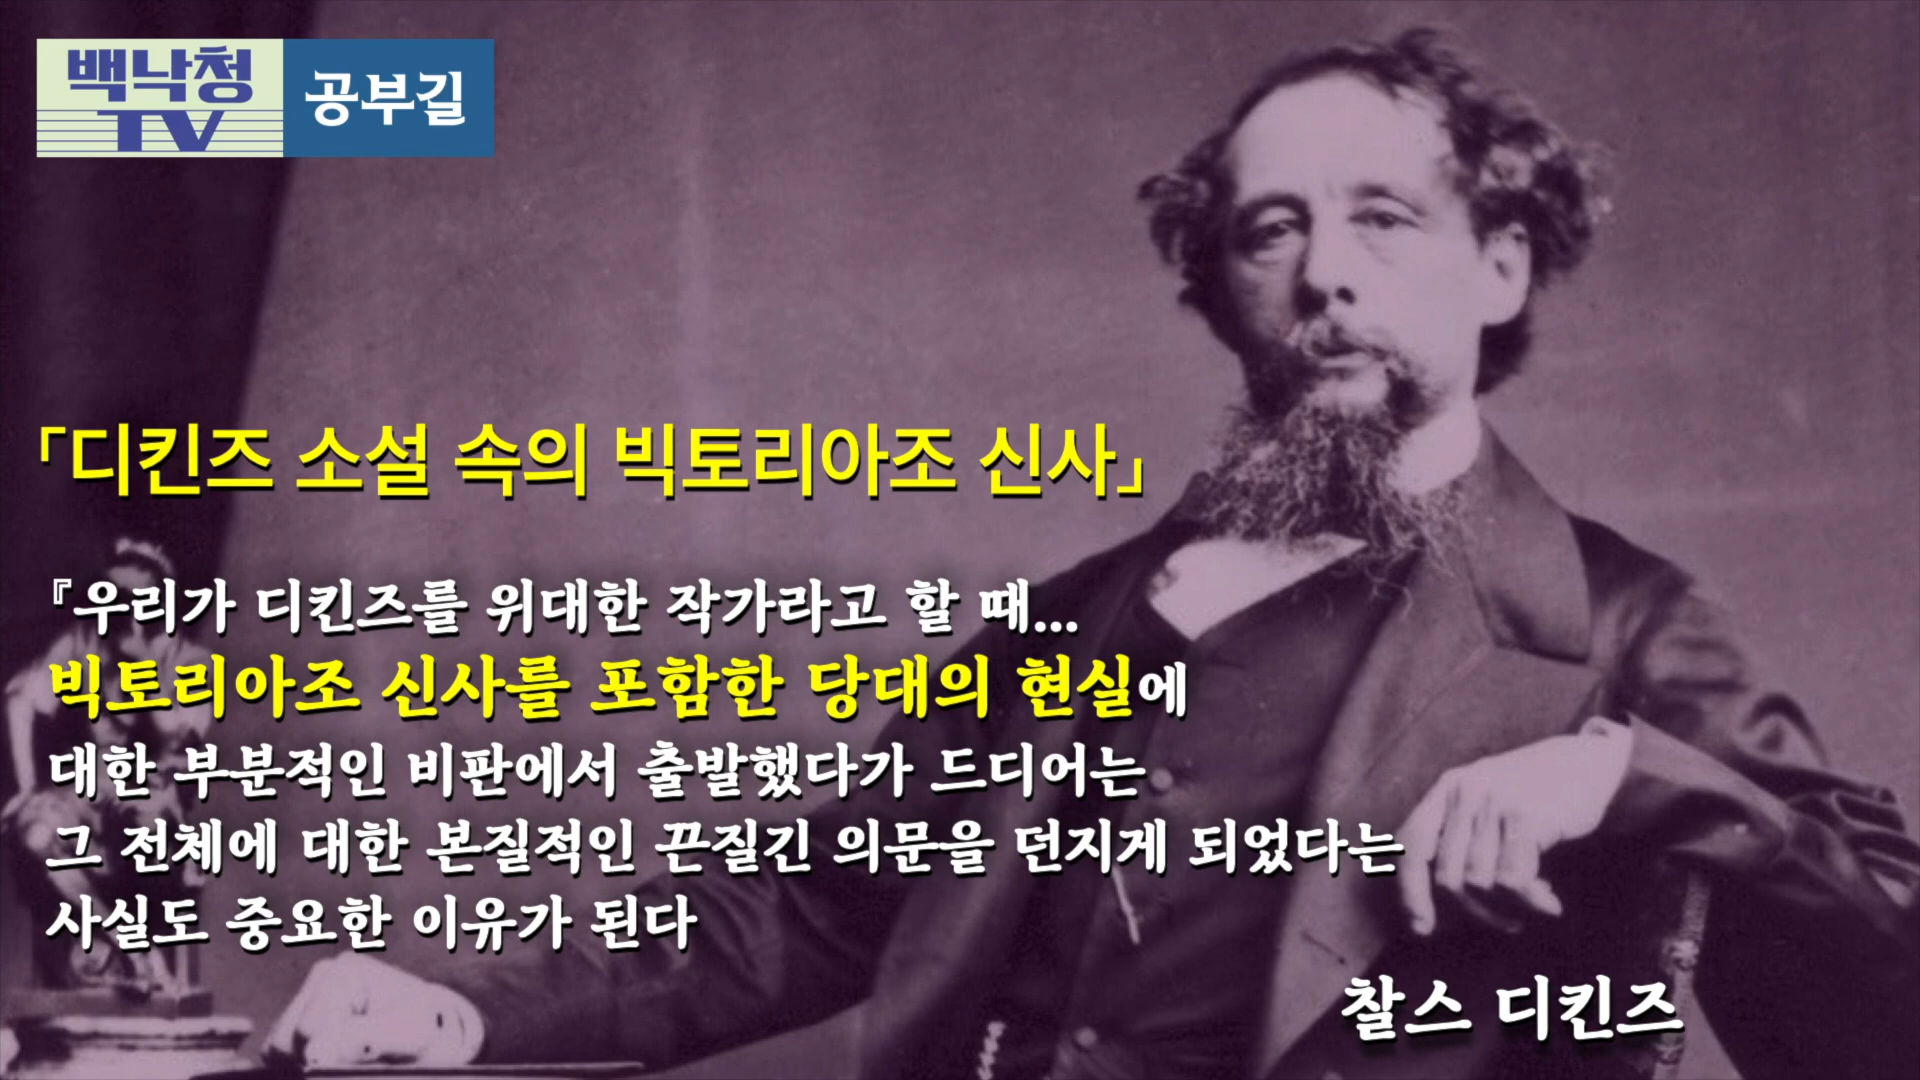 백낙청
TV
공부길
「디킨즈 소설 속의 빅토리아조 신사」
『우리가 디킨즈를 위대한 작가라고 할 때...
빅토리아조 신사를 포함한 당대의 현실에
대한 부분적인 비판에서 출발했다가 드디어는
그 전체에 대한 본질적인 끈질긴 의문을 던지게 되었다는
사실도 중요한 이유가 된다
찰스 디킨즈